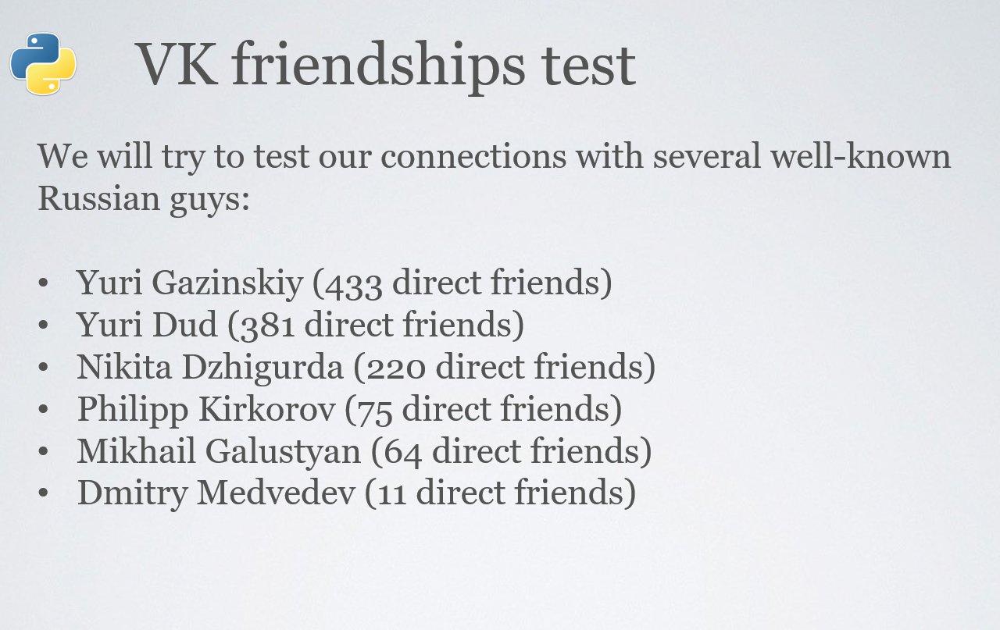 VK friendships test
We will try to test our connections with several well-known
Russian guys:
• Yuri Gazinskiy (433 direct friends)
• Yuri Dud (381 direct friends)
• Nikita Dzhigurda (220 direct friends)
• Philipp Kirkorov (75 direct friends)
• Mikhail Galustyan (64 direct friends)
• Dmitry Medvedev (11 direct friends)